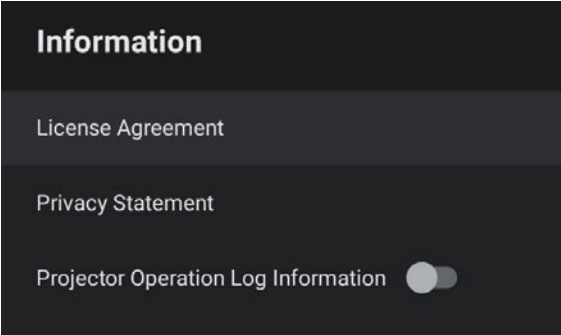 Information
License Agreement
Privacy Statement
Projector Operation Log Information